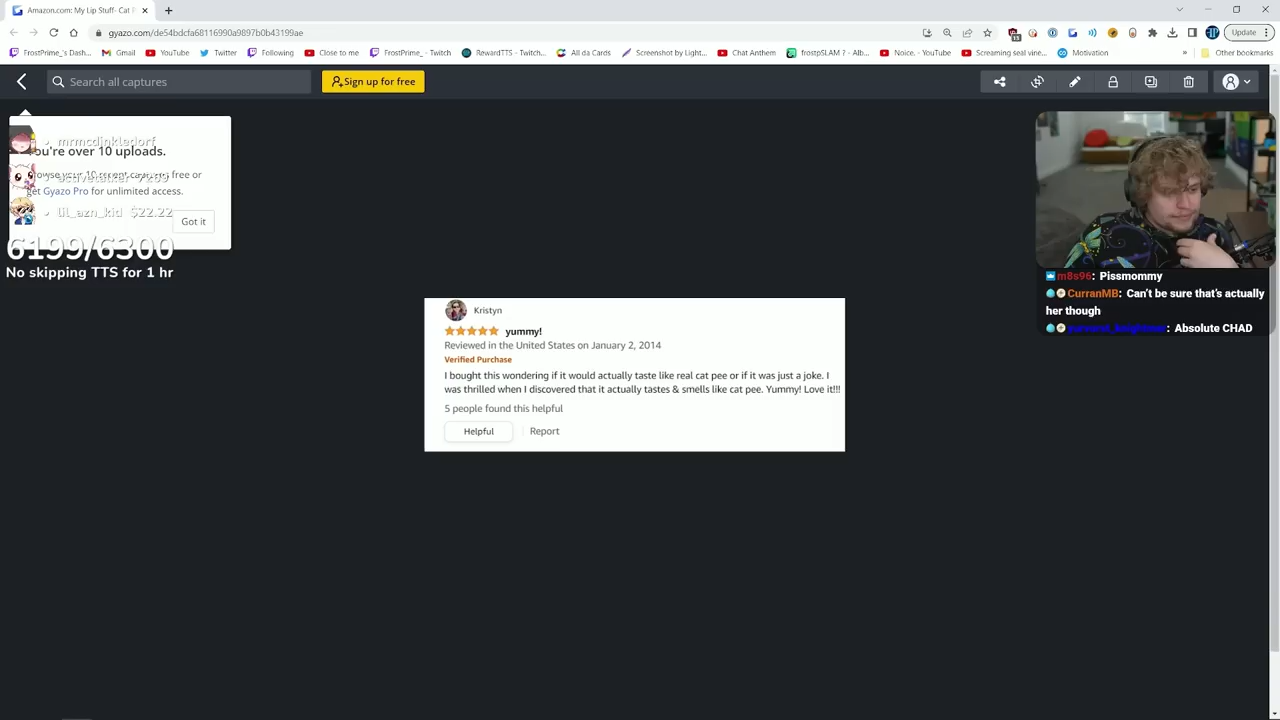 Amazon.com: My Lip Stuff- Cat P
gyazo.com/de54bdcfa68116990a9897b0b43199ae
Update
FrostPrime_'s Dash...
Gmail
YouTube
Twitter
Following
Close to me
FrostPrime_ - Twitch
RewardTTS - Twitch...
All da Cards
Screenshot by Light...
Chat Anthem
frostpSLAM ? - Alb...
Noice. - YouTube
Screaming seal vine...
Motivation
»
Other bookmarks
Search all captures
Sign up for free
mrmcdinkledorf
You're over 10 uploads.
free or
get Gyazo Pro for unlimited access.
lil_azn_kid $22.22
Got it
6199/6300
No skipping TTS for 1 hr
m8s96: Pissmommy
CurranMB: Can't be sure that's actually
her though
: Absolute CHAD
Kristyn
yummy!
Reviewed in the United States on January 2, 2014
Verified Purchase
I bought this wondering if it would actually taste like real cat pee or if it was just a joke. I
was thrilled when I discovered that it actually tastes & smells like cat pee. Yummy! Love it!!!
5 people found this helpful
Helpful
Report